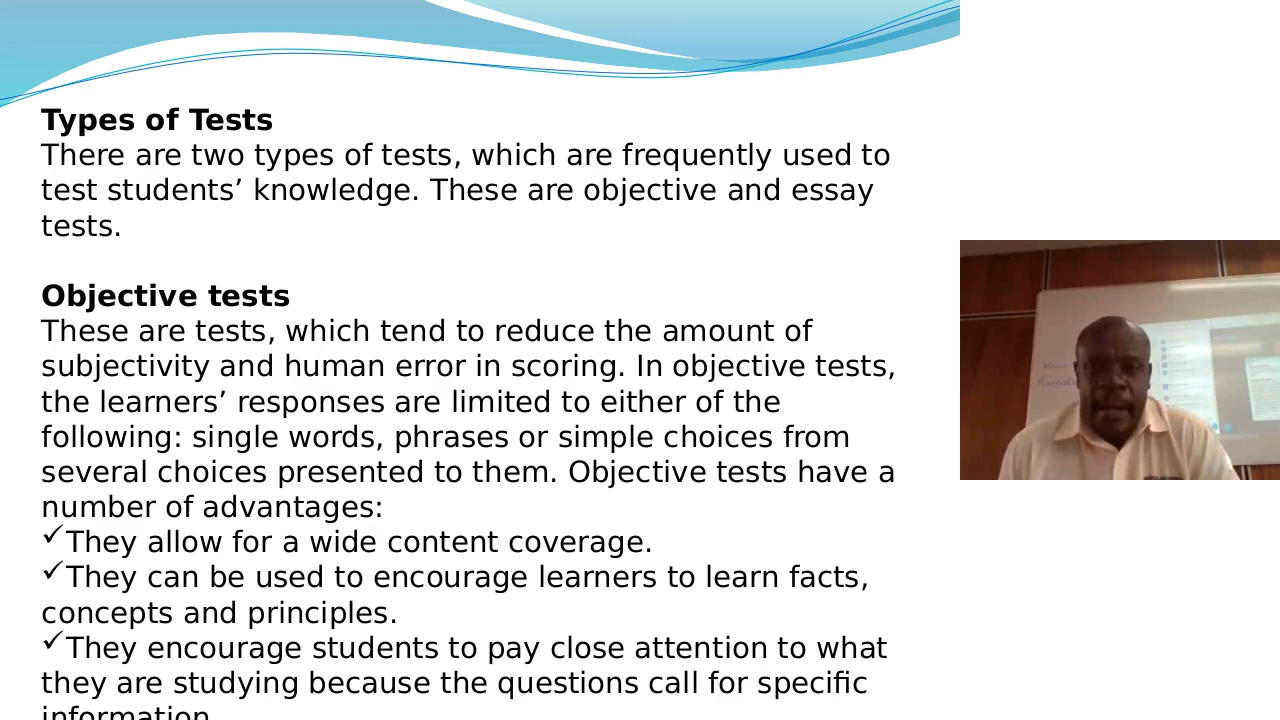 Types of Tests
There are two types of tests, which are frequently used to
test students’ knowledge. These are objective and essay
tests.
Objective tests
These are tests, which tend to reduce the amount of
subjectivity and human error in scoring. In objective tests,
the learners’ responses are limited to either of the
following: single words, phrases or simple choices from
several choices presented to them. Objective tests have a
number of advantages:
✓They allow for a wide content coverage.
✓They can be used to encourage learners to learn facts,
concepts and principles.
✓They encourage students to pay close attention to what
they are studying because the questions call for specific
information.